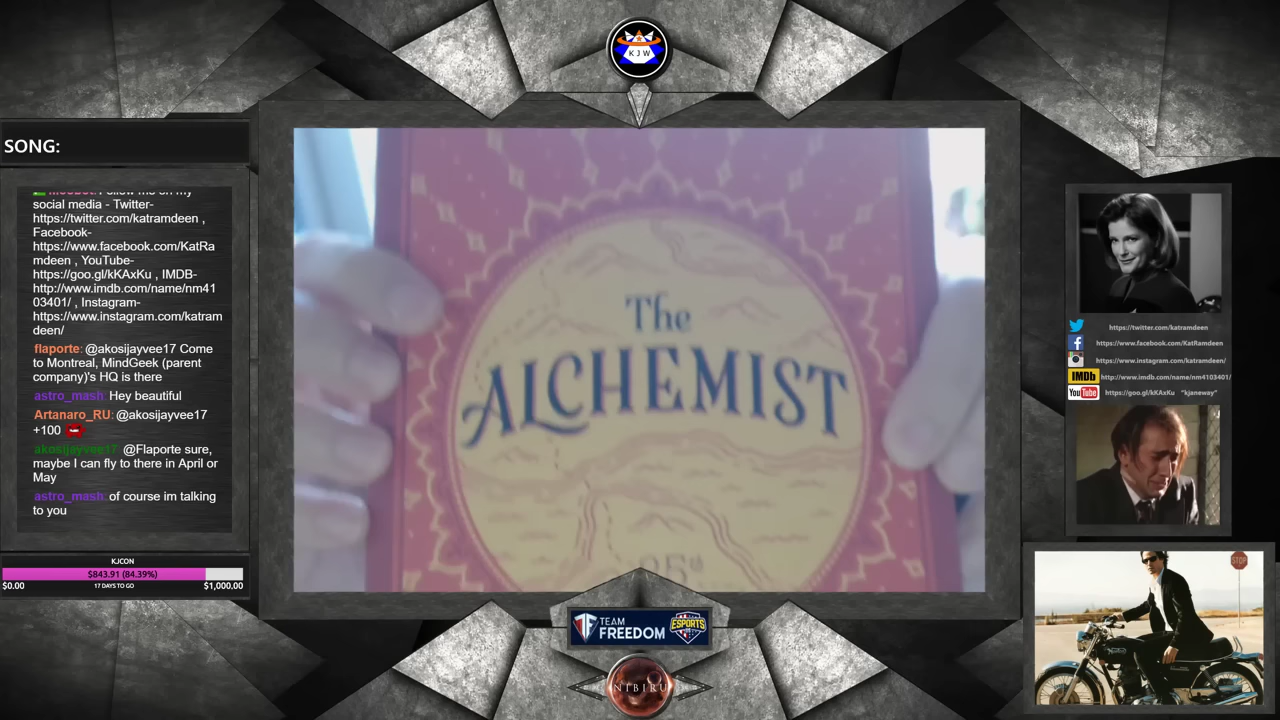 KJW
SONG:
social media - Twitter-
https://twitter.com/katramdeen ,
Facebook-
https://www.facebook.com/KatRa
mdeen , YouTube-
https://goo.gl/kKAxKu , IMDB-
http://www.imdb.com/name/nm41
03401/ , Instagram-
https://www.instagram.com/katram
deen/
flaporte: @akosijayvee17 Come
to Montreal, MindGeek (parent
company)'s HQ is there
astro_mash: Hey beautiful
Artanaro_RU: @akosijayvee17
+100
akosijayvee17: @Flaporte sure,
maybe I can fly to there in April or
May
astro_mash: of course im talking
to you
KJCON
$843.91 (84.39%)
$0.00 17 DAYS TO GO $1,000.00
The
ALCHEMIST
25th
TEAM
FREEDOM
ESPORTS
NIBIRU
https://twitter.com/katramdeen
https://www.facebook.com/KatRamdeen
https://www.instagram.com/katramdeen/
IMDb http://www.imdb.com/name/nm4103401/
YouTube https://goo.gl/kKAxKu "kjaneway"
STOP